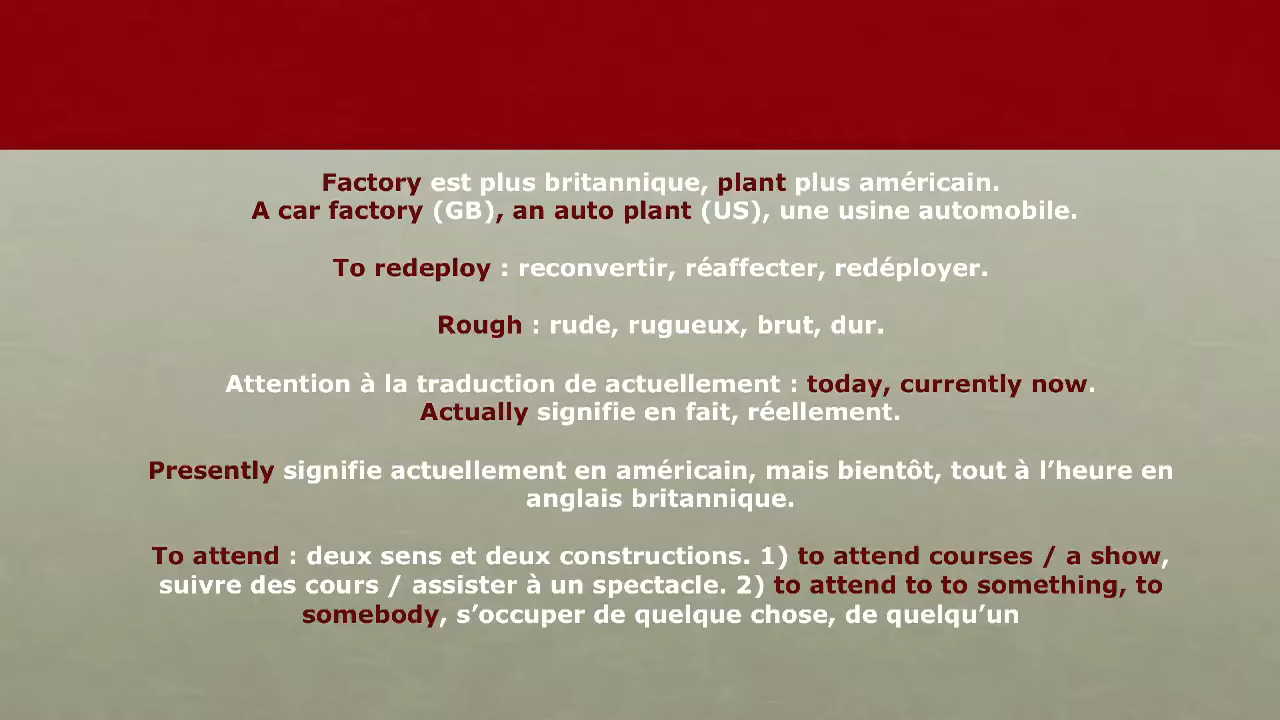 Factory est plus britannique, plant plus américain.
A car factory (GB), an auto plant (US), une usine automobile.
To redeploy : reconvertir, réaffecter, redéployer.
Rough : rude, rugueux, brut, dur.
Attention à la traduction de actuellement : today, currently now.
Actually signifie en fait, réellement.
Presently signifie actuellement en américain, mais bientôt, tout à l’heure en
anglais britannique.
To attend : deux sens et deux constructions. 1) to attend courses / a show,
suivre des cours / assister à un spectacle. 2) to attend to to something, to
somebody, s’occuper de quelque chose, de quelqu’un